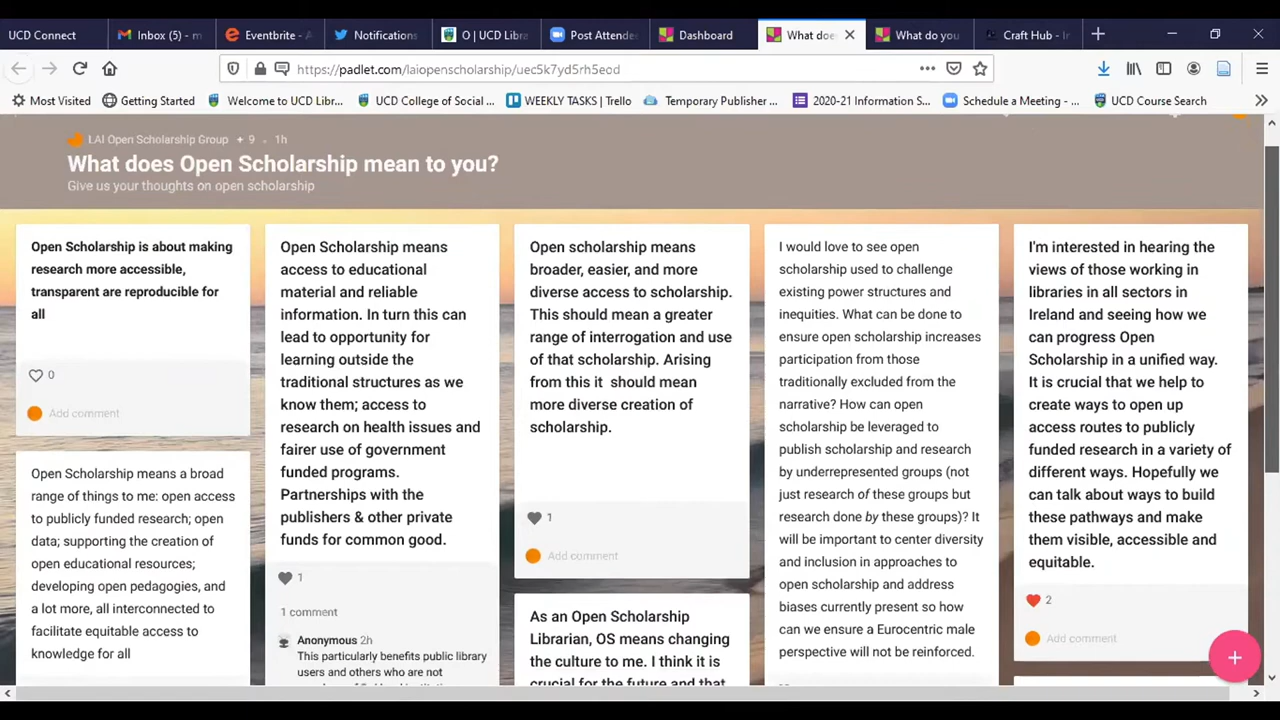 UCD Connect
Inbox (5) - m
Eventbrite -
Notifications
O | UCD Libra
Post Attende
Dashboard
What doe
What do you
Craft Hub - Ir
https://padlet.com/laiopenscholarship/uec5k7yd5rh5eod
Most Visited
Getting Started
Welcome to UCD Libr...
UCD College of Social ...
WEEKLY TASKS | Trello
Temporary Publisher ...
2020-21 Information S...
Schedule a Meeting - ...
UCD Course Search
LAI Open Scholarship Group + 9 · 1h
What does Open Scholarship mean to you?
Give us your thoughts on open scholarship
Open Scholarship is about making
research more accessible,
transparent are reproducible for
all
0
Add comment
Open Scholarship means a broad
range of things to me: open access
to publicly funded research; open
data; supporting the creation of
open educational resources;
developing open pedagogies, and
a lot more, all interconnected to
facilitate equitable access to
knowledge for all
Open Scholarship means
access to educational
material and reliable
information. In turn this can
lead to opportunity for
learning outside the
traditional structures as we
know them; access to
research on health issues and
fairer use of government
funded programs.
Partnerships with the
publishers & other private
funds for common good.
1
1 comment
Anonymous 2h
This particularly benefits public library
users and others who are not
Open scholarship means
broader, easier, and more
diverse access to scholarship.
This should mean a greater
range of interrogation and use
of that scholarship. Arising
from this it should mean
more diverse creation of
scholarship.
1
Add comment
As an Open Scholarship
Librarian, OS means changing
the culture to me. I think it is
crucial for the future and that
I would love to see open
scholarship used to challenge
existing power structures and
inequities. What can be done to
ensure open scholarship increases
participation from those
traditionally excluded from the
narrative? How can open
scholarship be leveraged to
publish scholarship and research
by underrepresented groups (not
just research of these groups but
research done by these groups)? It
will be important to center diversity
and inclusion in approaches to
open scholarship and address
biases currently present so how
can we ensure a Eurocentric male
perspective will not be reinforced.
I'm interested in hearing the
views of those working in
libraries in all sectors in
Ireland and seeing how we
can progress Open
Scholarship in a unified way.
It is crucial that we help to
create ways to open up
access routes to publicly
funded research in a variety of
different ways. Hopefully we
can talk about ways to build
these pathways and make
them visible, accessible and
equitable.
2
Add comment